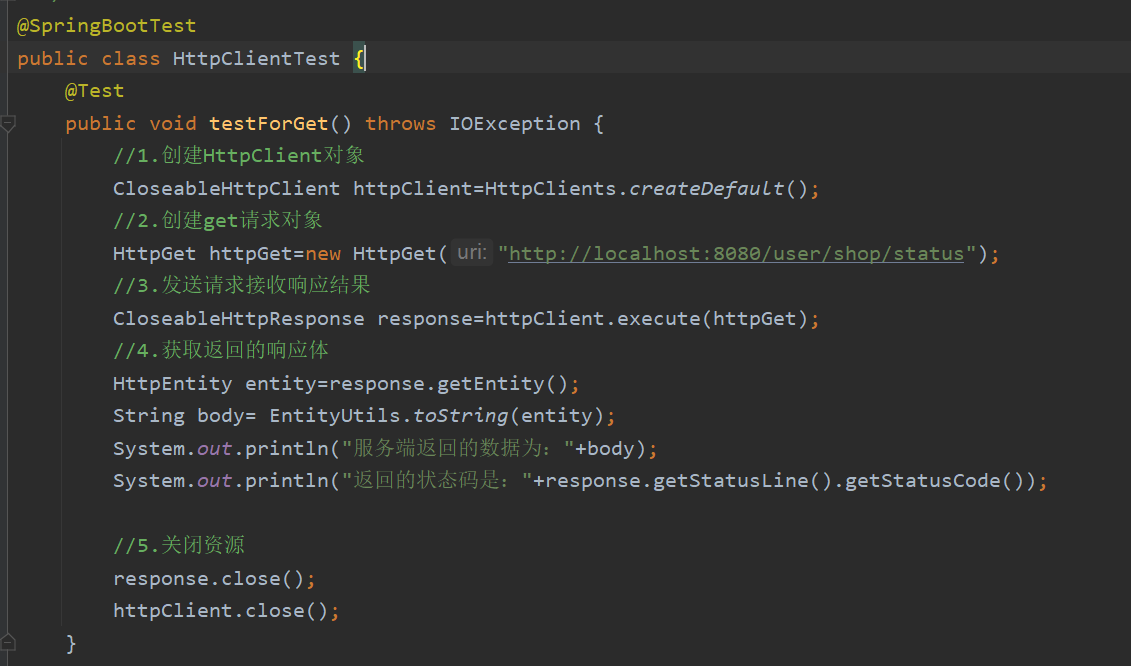 @SpringBootTest
public class HttpClientTest {
@Test
public void testForGet() throws IOException {
//1.创建HttpClient对象
CloseableHttpClient httpClient=HttpClients.createDefault();
//2.创建get请求对象
HttpGet httpGet=new HttpGet( uri: "http://localhost:8080/user/shop/status");
//3.发送请求接收响应结果
CloseableHttpResponse response=httpClient.execute(httpGet);
//4.获取返回的响应体
HttpEntity entity=response.getEntity();
String body= EntityUtils.toString(entity);
System.out.println("服务端返回的数据为："+body);
System.out.println("返回的状态码是："+response.getStatusLine().getStatusCode());
//5.关闭资源
response.close();
httpClient.close();
}